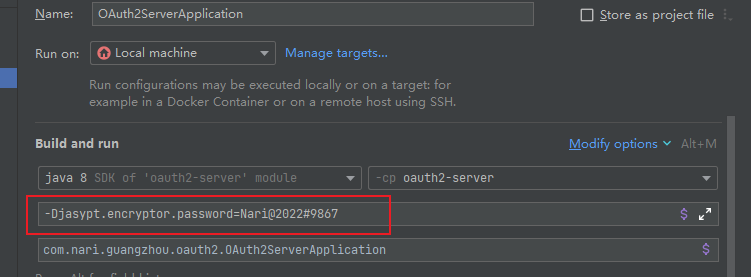 Name: OAuth2ServerApplication Store as project file
Run on: Local machine Manage targets...
Run configurations may be executed locally or on a target: for
example in a Docker Container or on a remote host using SSH.
Build and run Modify options Alt+M
java 8 SDK of 'oauth2-server' module -cp oauth2-server
-Djasypt.encryptor.password=Nari@2022#9867 $
com.nari.guangzhou.oauth2.OAuth2ServerApplication $